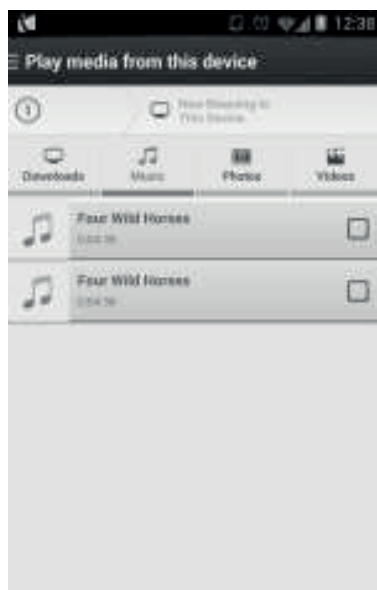 12:38
Play media from this device
Now Streaming to
This Device
Downloads
Music
Photos
Videos
Four Wild Horses
Four Wild Horses